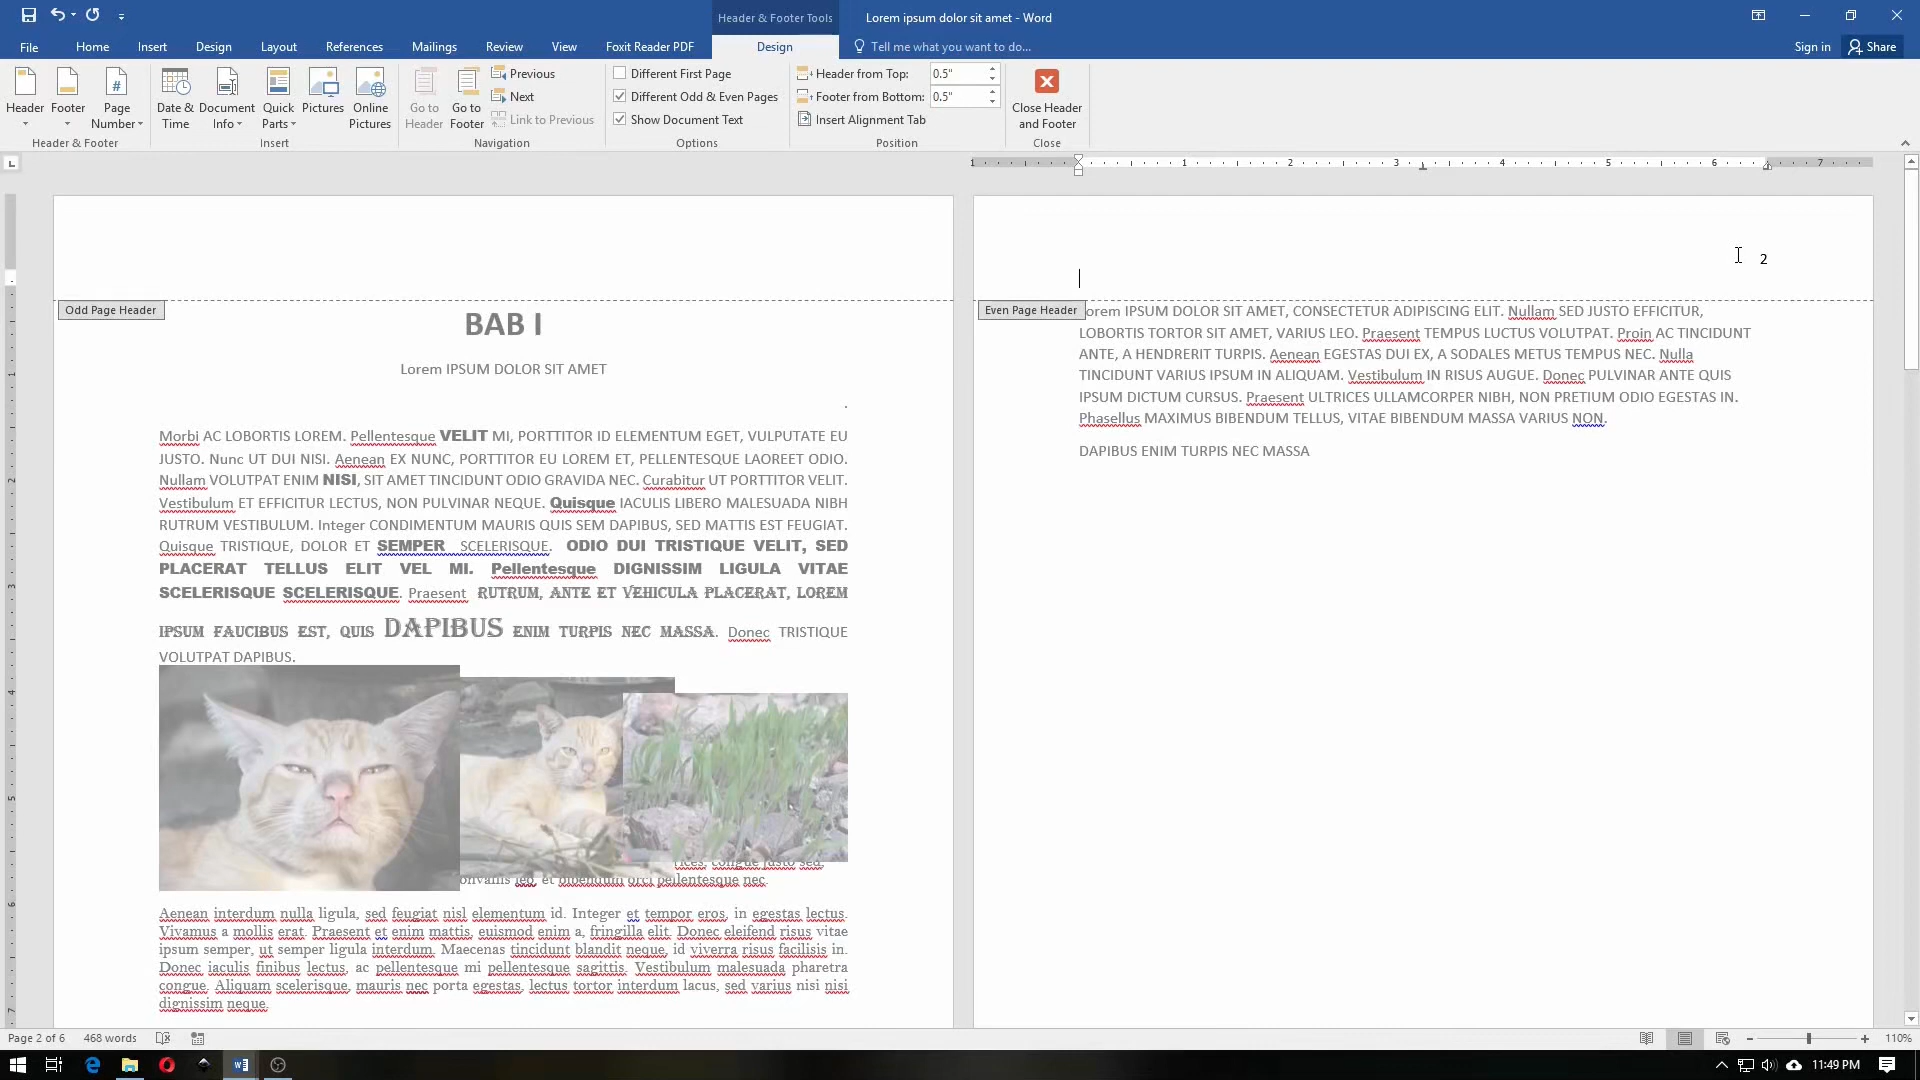 Header & Footer Tools
Lorem ipsum dolor sit amet - Word
File
Home
Insert
Design
Layout
References
Mailings
Review
View
Foxit Reader PDF
Design
Tell me what you want to do...
Sign in
Share
Header
Footer
Page Number
Header & Footer
Date & Time
Document Info
Quick Parts
Pictures
Online Pictures
Insert
Go to Header
Go to Footer
Previous
Next
Link to Previous
Navigation
Different First Page
Different Odd & Even Pages
Show Document Text
Options
Header from Top: 0.5"
Footer from Bottom: 0.5"
Insert Alignment Tab
Position
Close Header and Footer
Close
1 1 2 3 4 5 6 7
Odd Page Header
BAB I
Lorem IPSUM DOLOR SIT AMET
.
Morbi AC LOBORTIS LOREM. Pellentesque VELIT MI, PORTTITOR ID ELEMENTUM EGET, VULPUTATE EU
JUSTO. Nunc UT DUI NISI. Aenean EX NUNC, PORTTITOR EU LOREM ET, PELLENTESQUE LAOREET ODIO.
Nullam VOLUTPAT ENIM NISI, SIT AMET TINCIDUNT ODIO GRAVIDA NEC. Curabitur UT PORTTITOR VELIT.
Vestibulum ET EFFICITUR LECTUS, NON PULVINAR NEQUE. Quisque IACULIS LIBERO MALESUADA NIBH
RUTRUM VESTIBULUM. Integer CONDIMENTUM MAURIS QUIS SEM DAPIBUS, SED MATTIS EST FEUGIAT.
Quisque TRISTIQUE, DOLOR ET SEMPER SCELERISQUE. ODIO DUI TRISTIQUE VELIT, SED
PLACERAT TELLUS ELIT VEL MI. Pellentesque DIGNISSIM LIGULA VITAE
SCELERISQUE SCELERISQUE. Praesent RUTRUM, ANTE ET VEHICULA PLACERAT, LOREM
IPSUM FAUCIBUS EST, QUIS DAPIBUS ENIM TURPIS NEC MASSA. Donec TRISTIQUE
VOLUTPAT DAPIBUS.
congue justo sed,
leo, et bibendum orci pellentesque nec.
Aenean interdum nulla ligula, sed feugiat nisl elementum id. Integer et tempor eros, in egestas lectus.
Vivamus a mollis erat. Praesent et enim mattis, euismod enim a, fringilla elit. Donec eleifend risus vitae
ipsum semper, ut semper ligula interdum. Maecenas tincidunt blandit neque, id viverra risus facilisis in.
Donec iaculis finibus lectus, ac pellentesque mi pellentesque sagittis. Vestibulum malesuada pharetra
congue. Aliquam scelerisque, mauris nec porta egestas, lectus tortor interdum lacus, sed varius nisi nisi
dignissim neque.
2
Even Page Header
orem IPSUM DOLOR SIT AMET, CONSECTETUR ADIPISCING ELIT. Nullam SED JUSTO EFFICITUR,
LOBORTIS TORTOR SIT AMET, VARIUS LEO. Praesent TEMPUS LUCTUS VOLUTPAT. Proin AC TINCIDUNT
ANTE, A HENDRERIT TURPIS. Aenean EGESTAS DUI EX, A SODALES METUS TEMPUS NEC. Nulla
TINCIDUNT VARIUS IPSUM IN ALIQUAM. Vestibulum IN RISUS AUGUE. Donec PULVINAR ANTE QUIS
IPSUM DICTUM CURSUS. Praesent ULTRICES ULLAMCORPER NIBH, NON PRETIUM ODIO EGESTAS IN.
Phasellus MAXIMUS BIBENDUM TELLUS, VITAE BIBENDUM MASSA VARIUS NON.
DAPIBUS ENIM TURPIS NEC MASSA
Page 2 of 6
468 words
110%
11:49 PM